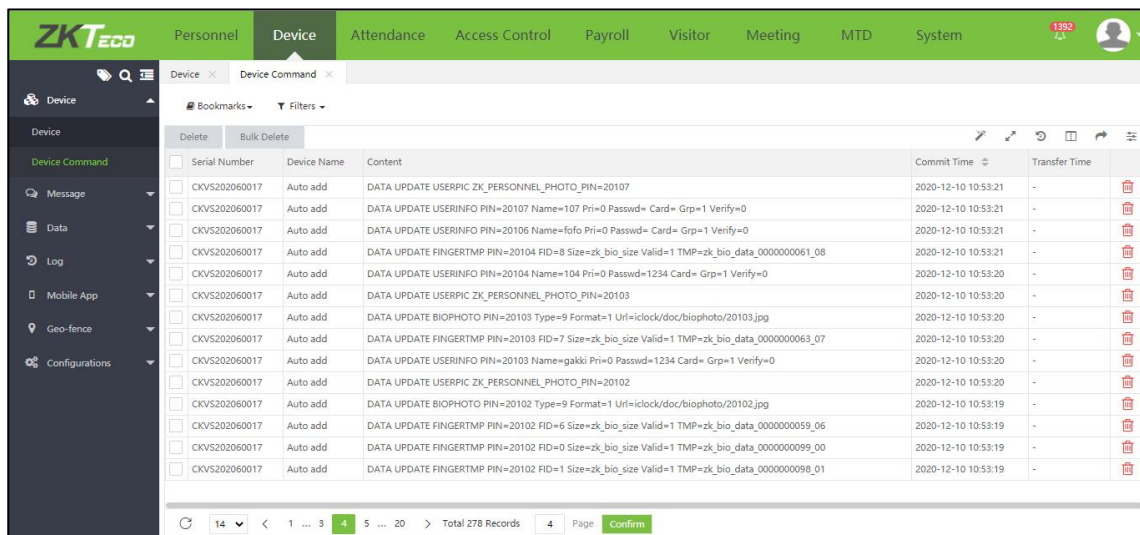 ZKTECO Personnel Device Attendance Access Control Payroll Visitor Meeting MTD System 1392
Device Device Command
Device
Device
Device Command
Message
Data
Log
Mobile App
Geo-fence
Configurations
Bookmarks Filters
Delete Bulk Delete
Serial Number Device Name Content Commit Time Transfer Time
CKVS202060017 Auto add DATA UPDATE USERPIC ZK_PERSONNEL_PHOTO_PIN=20107 2020-12-10 10:53:21 -
CKVS202060017 Auto add DATA UPDATE USERINFO PIN=20107 Name=107 Pri=0 Passwd= Card= Grp=1 Verify=0 2020-12-10 10:53:21 -
CKVS202060017 Auto add DATA UPDATE USERINFO PIN=20106 Name=fofo Pri=0 Passwd= Card= Grp=1 Verify=0 2020-12-10 10:53:21 -
CKVS202060017 Auto add DATA UPDATE FINGERTMP PIN=20104 FID=8 Size=zk_bio_size Valid=1 TMP=zk_bio_data_0000000061_08 2020-12-10 10:53:21 -
CKVS202060017 Auto add DATA UPDATE USERINFO PIN=20104 Name=104 Pri=0 Passwd=1234 Card= Grp=1 Verify=0 2020-12-10 10:53:20 -
CKVS202060017 Auto add DATA UPDATE USERPIC ZK_PERSONNEL_PHOTO_PIN=20103 2020-12-10 10:53:20 -
CKVS202060017 Auto add DATA UPDATE BIOPHOTO PIN=20103 Type=9 Format=1 Url=iclock/doc/biophoto/20103.jpg 2020-12-10 10:53:20 -
CKVS202060017 Auto add DATA UPDATE FINGERTMP PIN=20103 FID=7 Size=zk_bio_size Valid=1 TMP=zk_bio_data_0000000063_07 2020-12-10 10:53:20 -
CKVS202060017 Auto add DATA UPDATE USERINFO PIN=20103 Name=gakki Pri=0 Passwd=1234 Card= Grp=1 Verify=0 2020-12-10 10:53:20 -
CKVS202060017 Auto add DATA UPDATE USERPIC ZK_PERSONNEL_PHOTO_PIN=20102 2020-12-10 10:53:20 -
CKVS202060017 Auto add DATA UPDATE BIOPHOTO PIN=20102 Type=9 Format=1 Url=iclock/doc/biophoto/20102.jpg 2020-12-10 10:53:19 -
CKVS202060017 Auto add DATA UPDATE FINGERTMP PIN=20102 FID=6 Size=zk_bio_size Valid=1 TMP=zk_bio_data_0000000059_06 2020-12-10 10:53:19 -
CKVS202060017 Auto add DATA UPDATE FINGERTMP PIN=20102 FID=0 Size=zk_bio_size Valid=1 TMP=zk_bio_data_0000000099_00 2020-12-10 10:53:19 -
CKVS202060017 Auto add DATA UPDATE FINGERTMP PIN=20102 FID=1 Size=zk_bio_size Valid=1 TMP=zk_bio_data_0000000098_01 2020-12-10 10:53:19 -
14 < 1 ... 3 4 5 ... 20 > Total 278 Records 4 Page Confirm